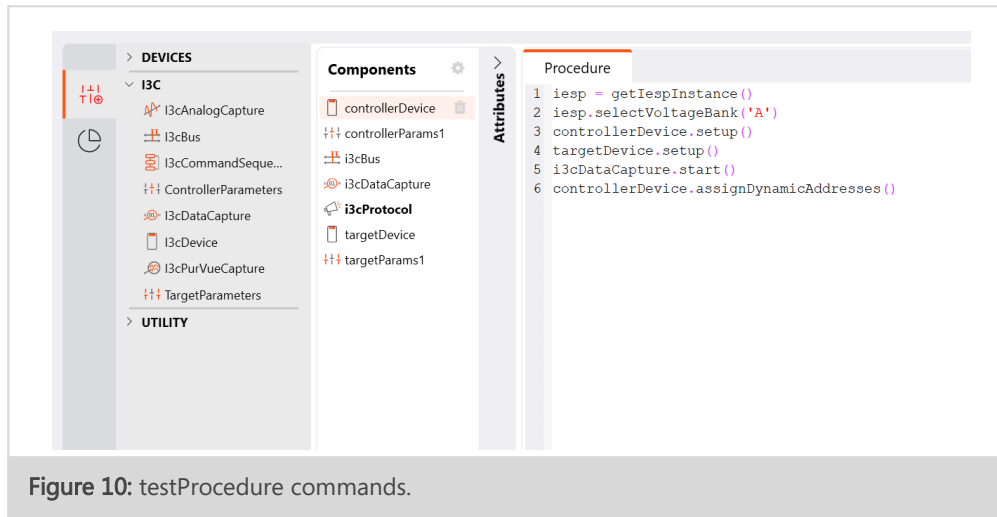 DEVICES
I3C
I3cAnalogCapture
I3cBus
I3cCommandSeque...
ControllerParameters
I3cDataCapture
I3cDevice
I3cPurVueCapture
TargetParameters
UTILITY
Components
controllerDevice
controllerParams1
i3cBus
i3cDataCapture
i3cProtocol
targetDevice
targetParams1
Attributes
Procedure
1 iesp = getIespInstance()
2 iesp.selectVoltageBank('A')
3 controllerDevice.setup()
4 targetDevice.setup()
5 i3cDataCapture.start()
6 controllerDevice.assignDynamicAddresses()
Figure 10: testProcedure commands.